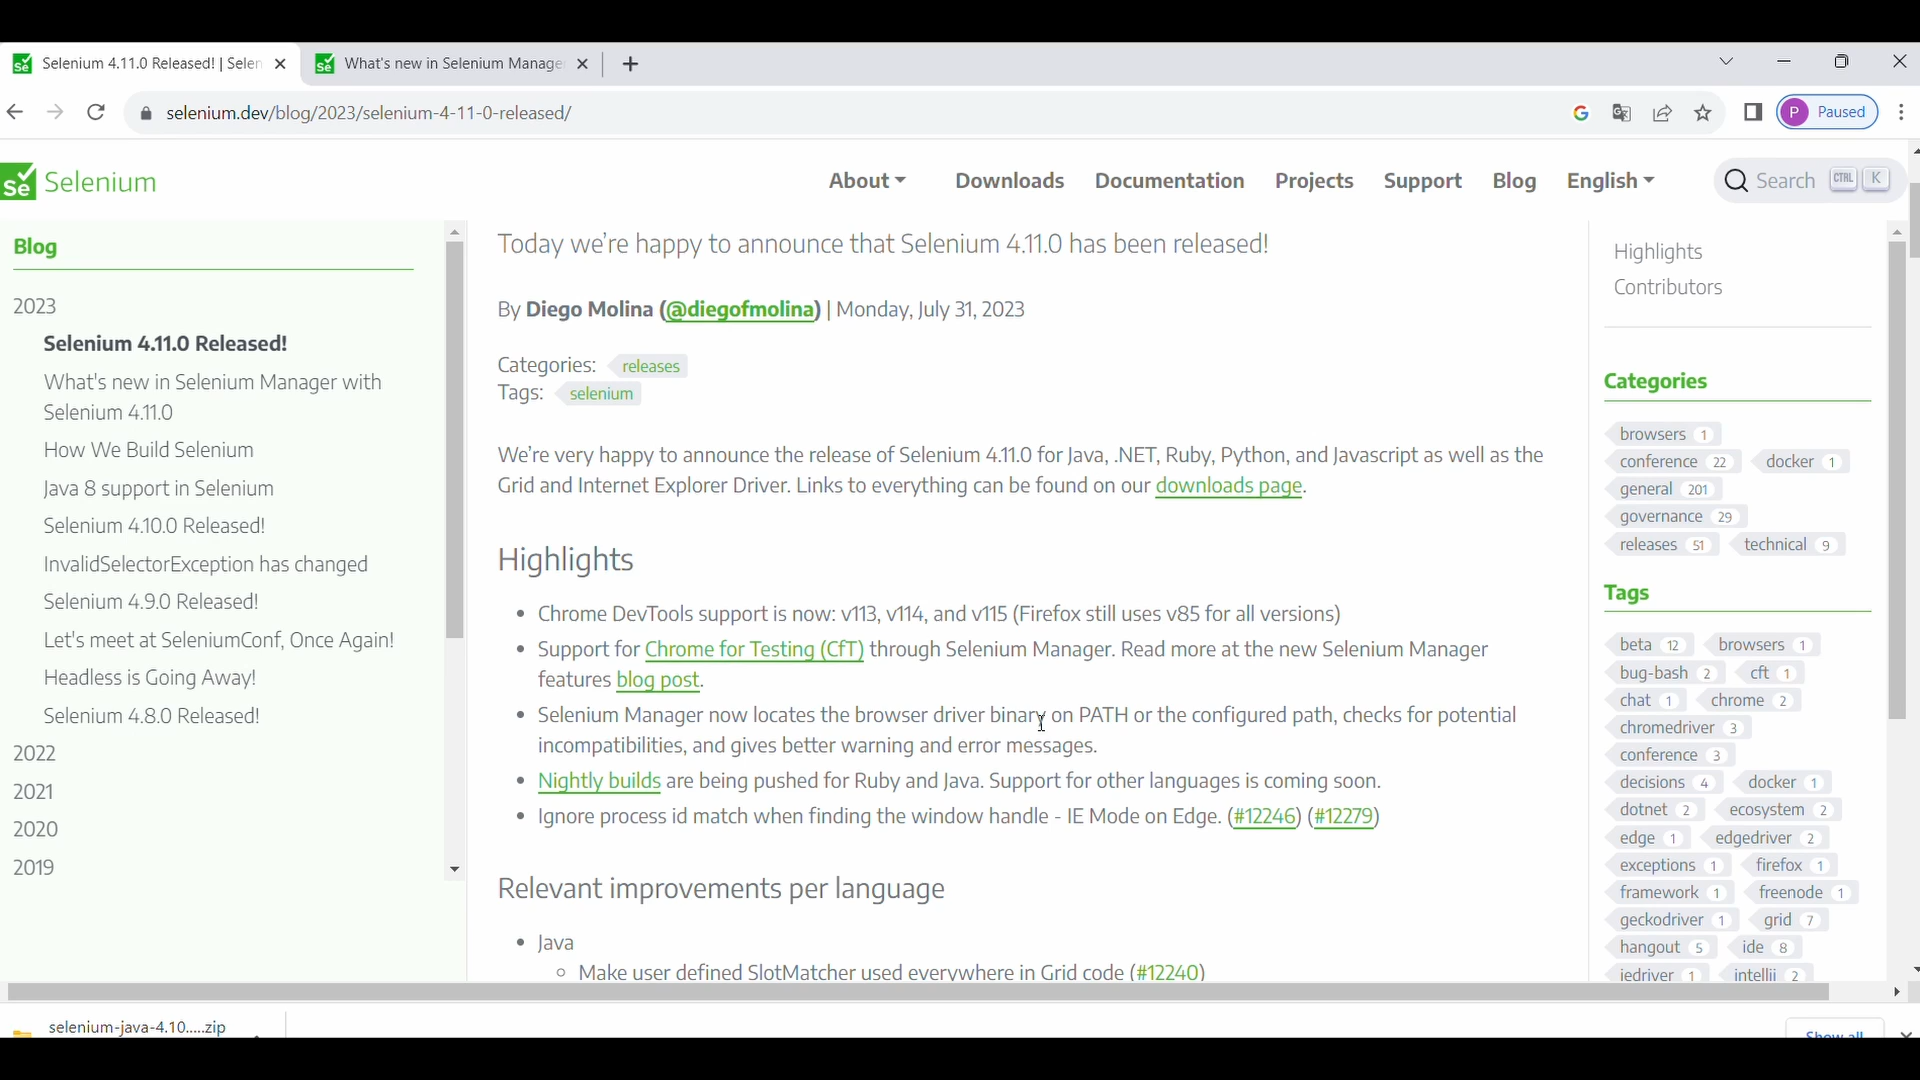 Selenium 4.11.0 Released! | Selen
What's new in Selenium Manage
selenium.dev/blog/2023/selenium-4-11-0-released/
P Paused
Se Selenium
About
Downloads
Documentation
Projects
Support
Blog
English
Search CTRL K
Blog
2023
Selenium 4.11.0 Released!
What's new in Selenium Manager with
Selenium 4.11.0
How We Build Selenium
Java 8 support in Selenium
Selenium 4.10.0 Released!
InvalidSelectorException has changed
Selenium 4.9.0 Released!
Let's meet at SeleniumConf, Once Again!
Headless is Going Away!
Selenium 4.8.0 Released!
2022
2021
2020
2019
Today we're happy to announce that Selenium 4.11.0 has been released!
By Diego Molina (@diegofmolina) | Monday, July 31, 2023
Categories: releases
Tags: selenium
We're very happy to announce the release of Selenium 4.11.0 for Java, .NET, Ruby, Python, and Javascript as well as the
Grid and Internet Explorer Driver. Links to everything can be found on our downloads page.
Highlights
• Chrome DevTools support is now: v113, v114, and v115 (Firefox still uses v85 for all versions)
• Support for Chrome for Testing (CfT) through Selenium Manager. Read more at the new Selenium Manager
features blog post.
• Selenium Manager now locates the browser driver binary on PATH or the configured path, checks for potential
incompatibilities, and gives better warning and error messages.
• Nightly builds are being pushed for Ruby and Java. Support for other languages is coming soon.
• Ignore process id match when finding the window handle - IE Mode on Edge. (#12246) (#12279)
Relevant improvements per language
• Java
Make user defined SlotMatcher used everywhere in Grid code (#12240)
Highlights
Contributors
Categories
browsers 1
conference 22 docker 1
general 201
governance 29
releases 51 technical 9
Tags
beta 12 browsers 1
bug-bash 2 cft 1
chat 1 chrome 2
chromedriver 3
conference 3
decisions 4 docker 1
dotnet 2 ecosystem 2
edge 1 edgedriver 2
exceptions 1 firefox 1
framework 1 freenode 1
geckodriver 1 grid 7
hangout 5 ide 8
iedriver 1 intellij 2
selenium-java-4.10.....zip
Show all